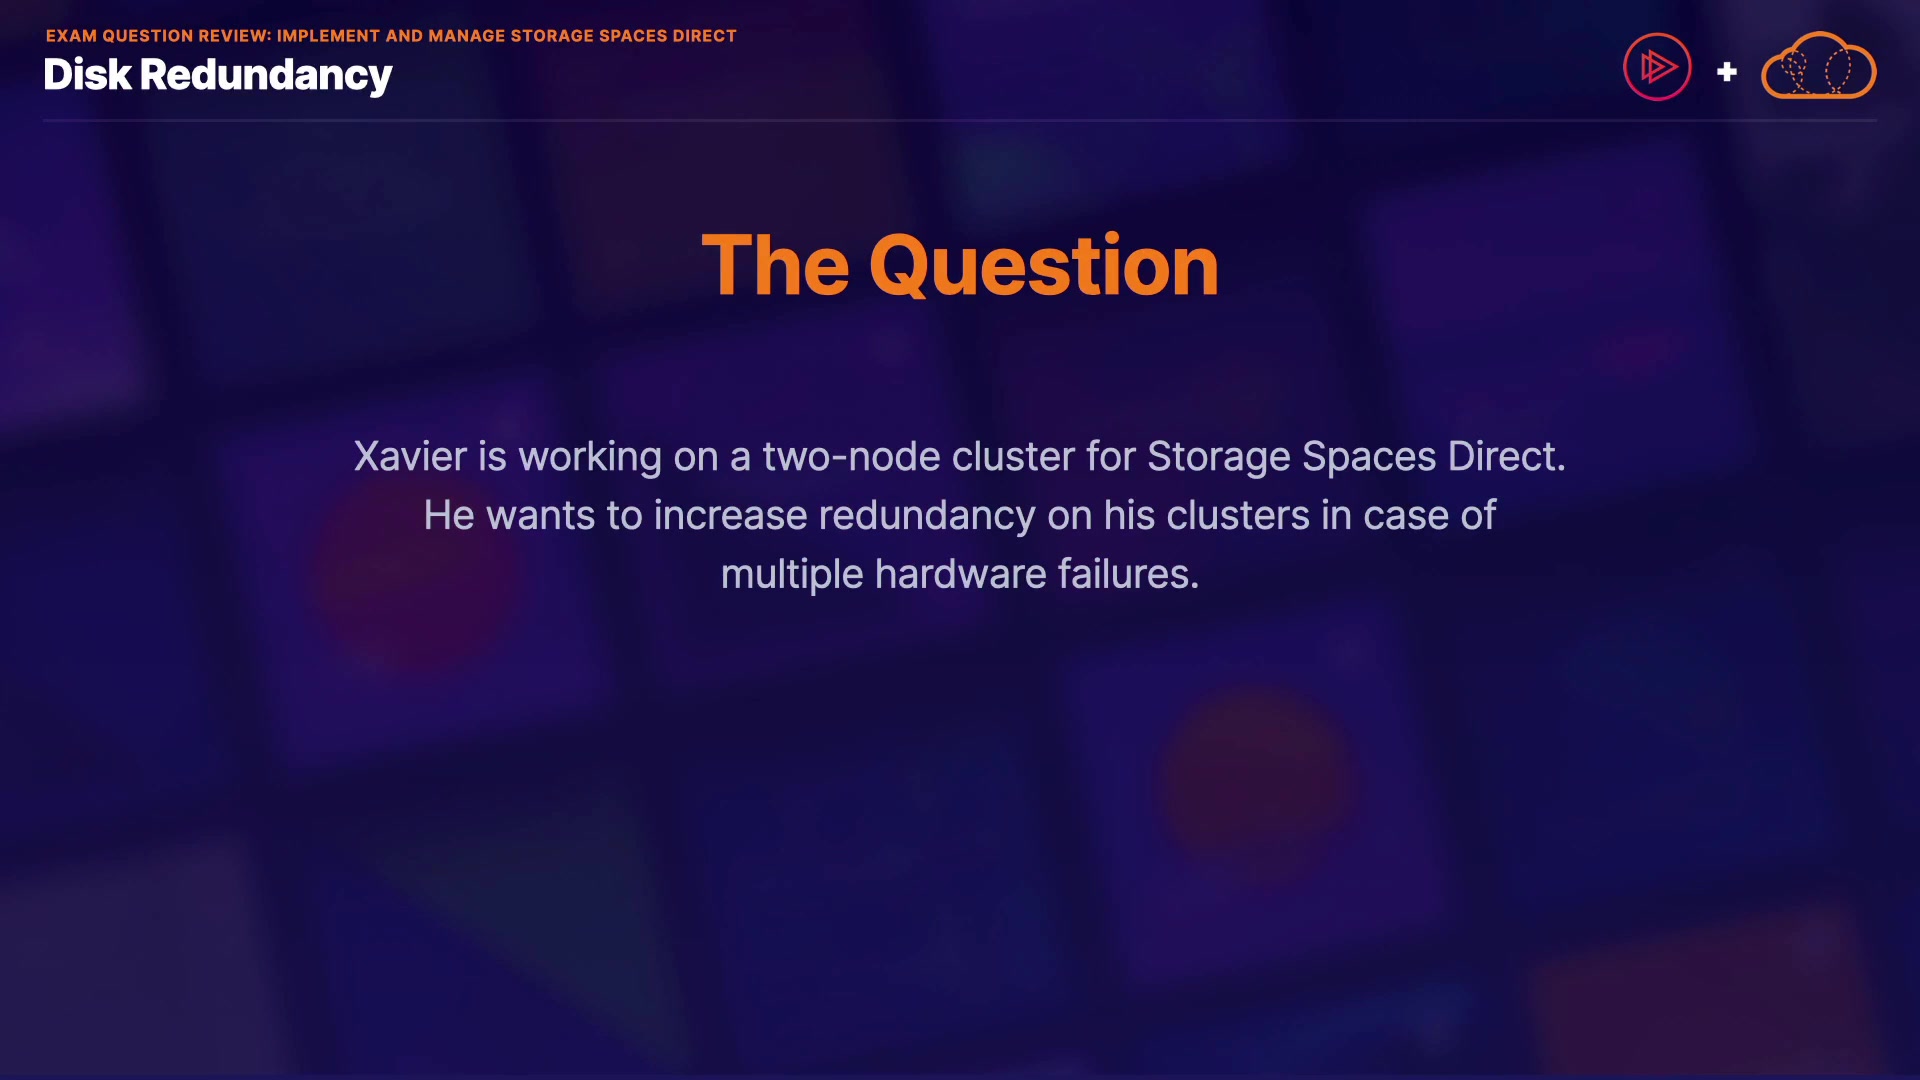 EXAM QUESTION REVIEW: IMPLEMENT AND MANAGE STORAGE SPACES DIRECT
Disk Redundancy
+
The Question
Xavier is working on a two-node cluster for Storage Spaces Direct.
He wants to increase redundancy on his clusters in case of
multiple hardware failures.